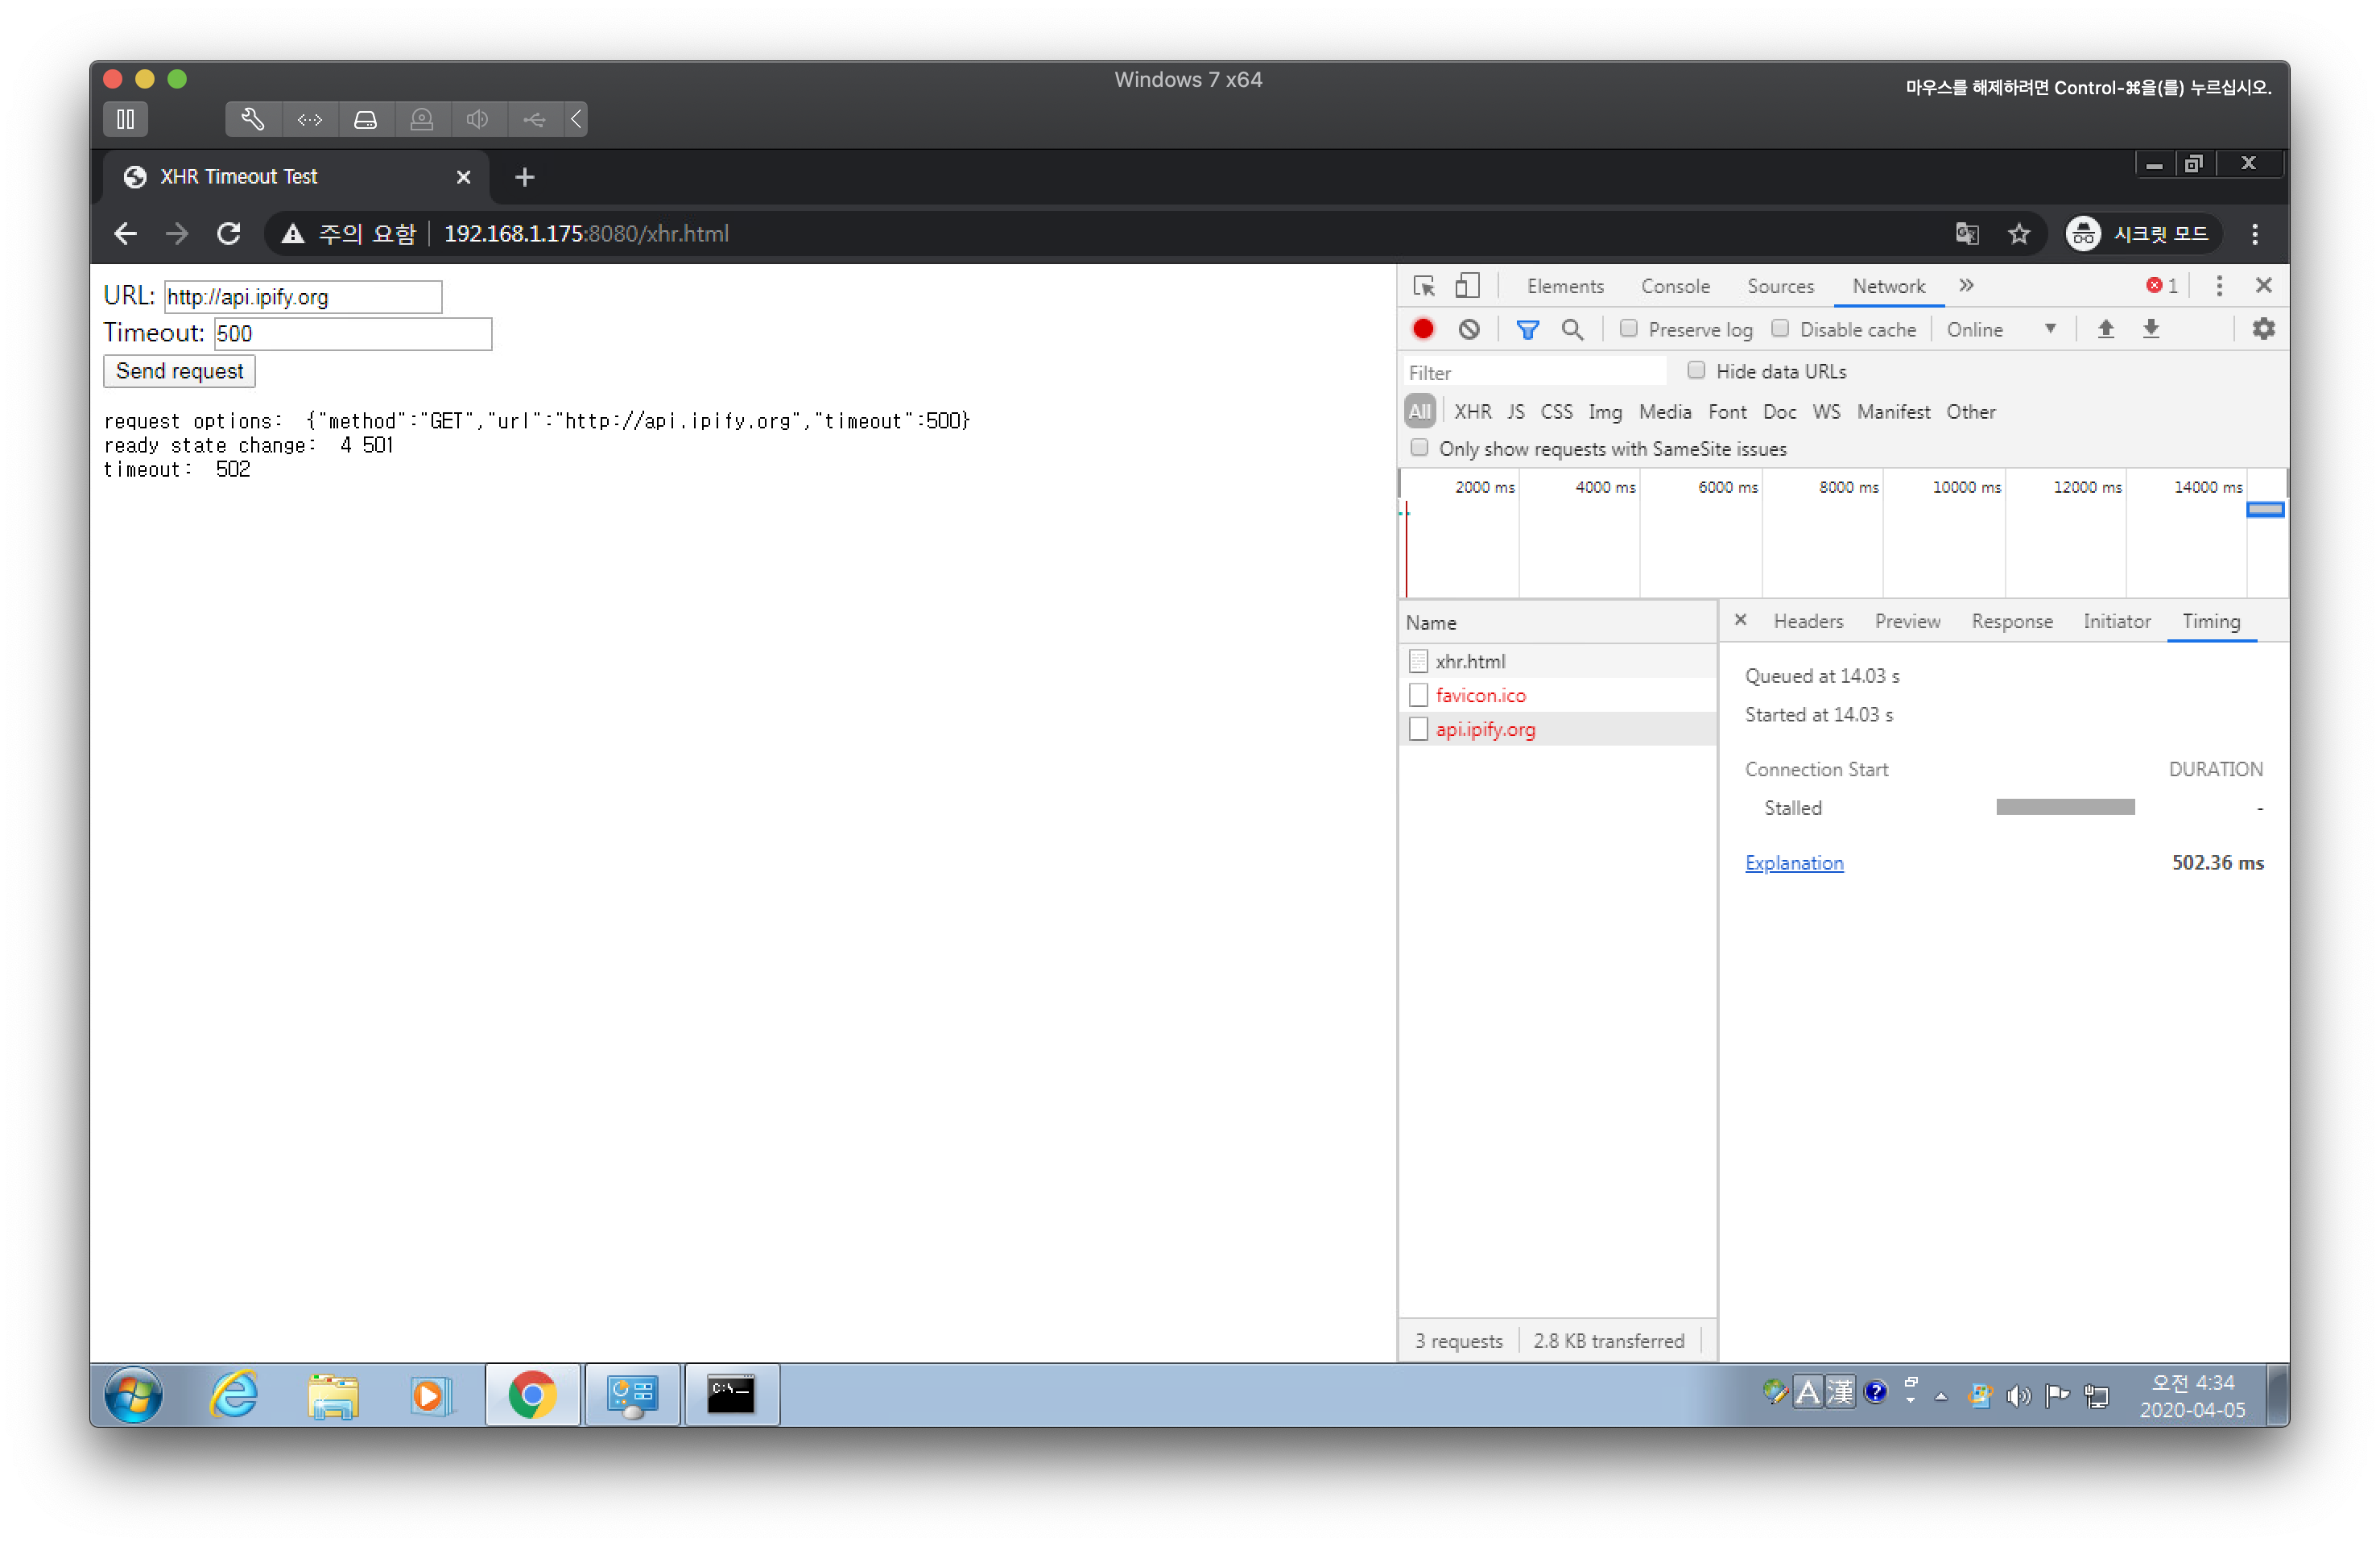 Windows 7 x64
마우스를 해제하려면 Control-⌘을(를) 누르십시오.
XHR Timeout Test
주의 요함 192.168.1.175:8080/xhr.html 시크릿 모드
URL: http://api.ipify.org
Timeout: 500
Send request
request options: {"method":"GET","url":"http://api.ipify.org","timeout":500}
ready state change: 4 501
timeout: 502
Elements Console Sources Network » 1
Preserve log Disable cache Online
Filter Hide data URLs
All XHR JS CSS Img Media Font Doc WS Manifest Other
Only show requests with SameSite issues
2000 ms 4000 ms 6000 ms 8000 ms 10000 ms 12000 ms 14000 ms
Name
xhr.html
favicon.ico
api.ipify.org
3 requests 2.8 KB transferred
Headers Preview Response Initiator Timing
Queued at 14.03 s
Started at 14.03 s
Connection Start DURATION
Stalled -
Explanation 502.36 ms
C:\_
A 漢 ?
오전 4:34
2020-04-05